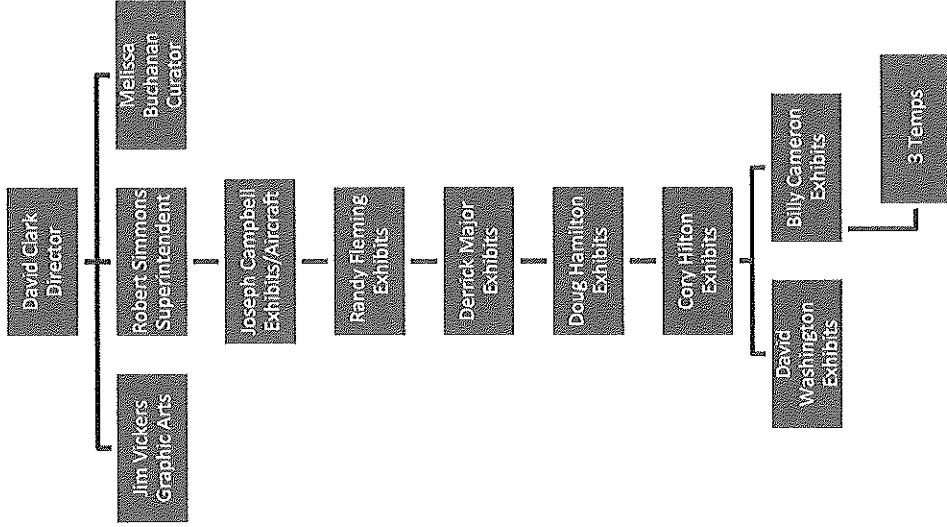 David Clark
Director
Jim Vickers
Graphic Arts
Robert Simmons
Superintendent
Melissa
Buchanan
Curator
Joseph Campbell
Exhibits/Aircraft
Randy Fleming
Exhibits
Derrick Major
Exhibits
Doug Hamilton
Exhibits
Cory Hilton
Exhibits
David
Washington
Exhibits
Billy Cameron
Exhibits
3 Temps